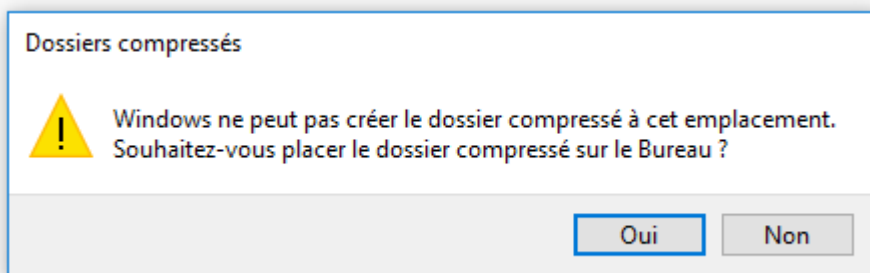 Dossiers compressés
Windows ne peut pas créer le dossier compressé à cet emplacement.
Souhaitez-vous placer le dossier compressé sur le Bureau ?
Oui
Non